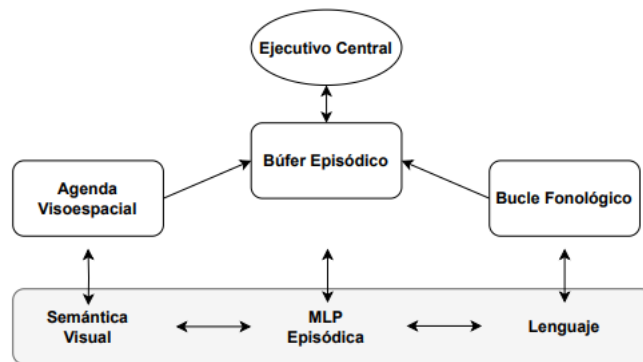 Ejecutivo Central
Búfer Episódico
Agenda
Visoespacial
Bucle Fonológico
Semántica
Visual
MLP
Episódica
Lenguaje